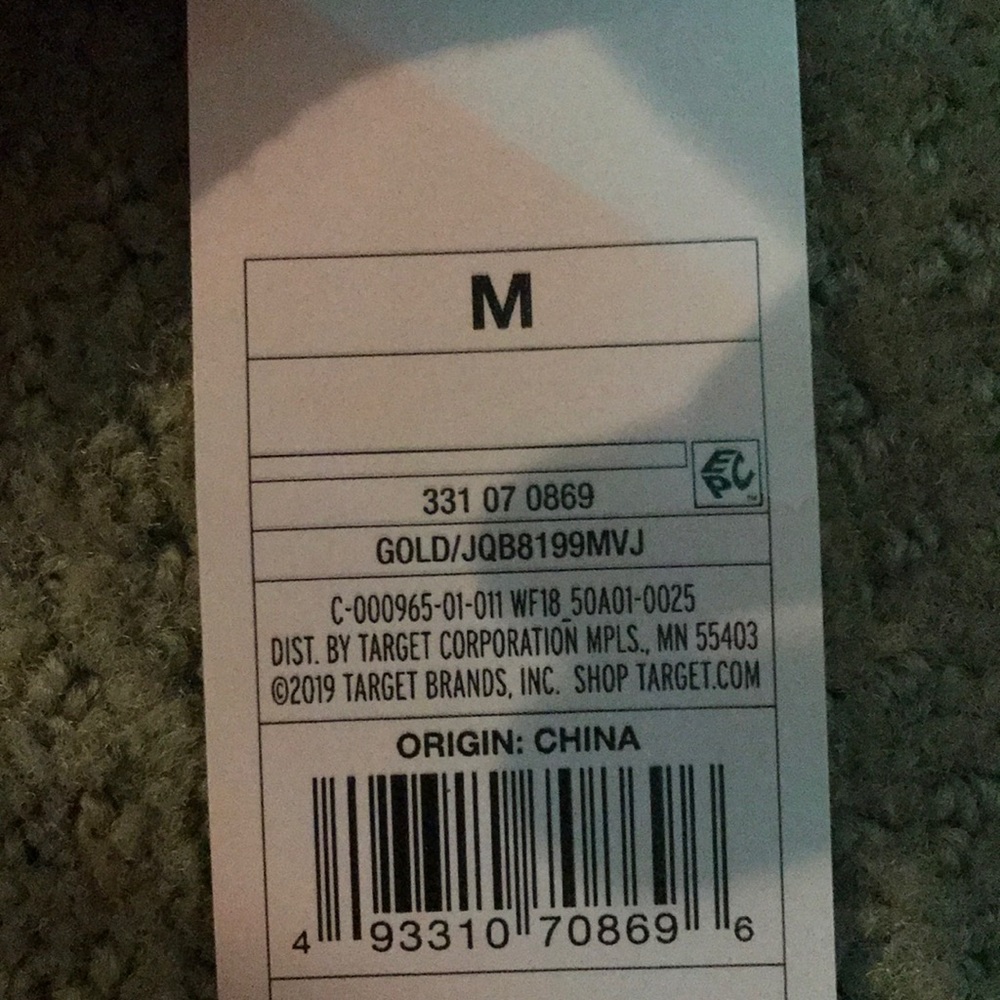 M
EPC
331 07 0869
GOLD/JQB8199MVJ
C-000965-01-011 WF18_50A01-0025
DIST. BY TARGET CORPORATION MPLS., MN 55403
©2019 TARGET BRANDS, INC. SHOP TARGET.COM
ORIGIN: CHINA
4 93310 70869 6